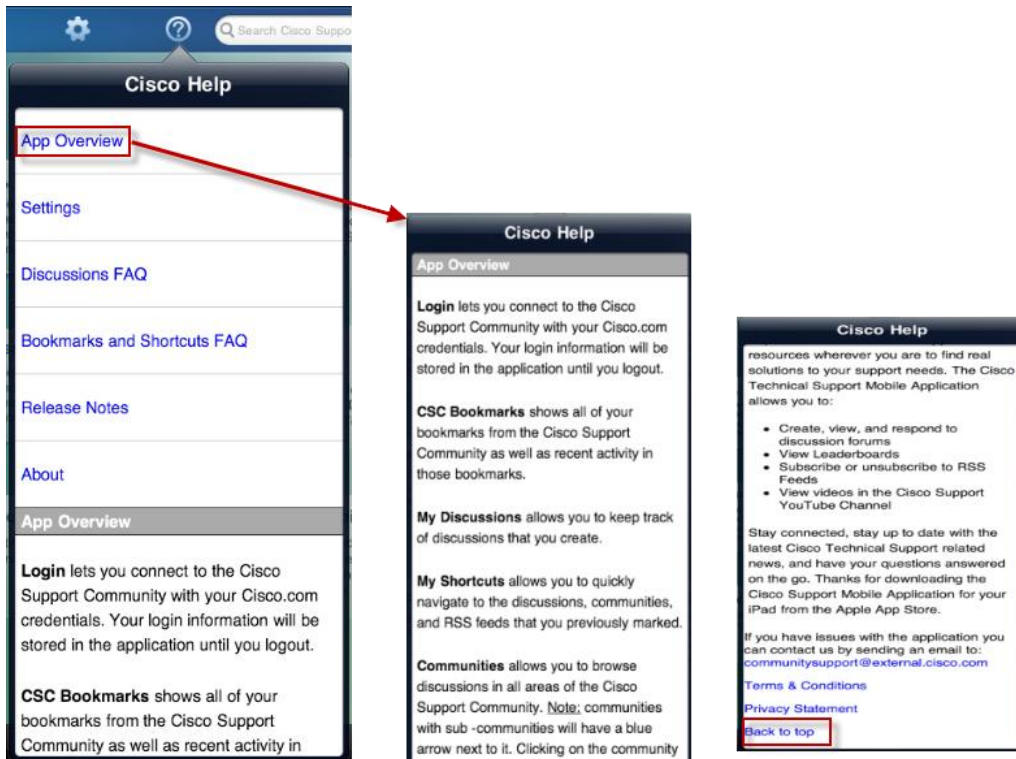 Search Cisco Suppo
Cisco Help
App Overview
Settings
Discussions FAQ
Bookmarks and Shortcuts FAQ
Release Notes
About
App Overview
Login lets you connect to the Cisco
Support Community with your Cisco.com
credentials. Your login information will be
stored in the application until you logout.
CSC Bookmarks shows all of your
bookmarks from the Cisco Support
Community as well as recent activity in
Cisco Help
App Overview
Login lets you connect to the Cisco
Support Community with your Cisco.com
credentials. Your login information will be
stored in the application until you logout.
CSC Bookmarks shows all of your
bookmarks from the Cisco Support
Community as well as recent activity in
those bookmarks.
My Discussions allows you to keep track
of discussions that you create.
My Shortcuts allows you to quickly
navigate to the discussions, communities,
and RSS feeds that you previously marked.
Communities allows you to browse
discussions in all areas of the Cisco
Support Community. Note: communities
with sub -communities will have a blue
arrow next to it. Clicking on the community
Cisco Help
resources wherever you are to find real
solutions to your support needs. The Cisco
Technical Support Mobile Application
allows you to:
• Create, view, and respond to
discussion forums
• View Leaderboards
• Subscribe or unsubscribe to RSS
Feeds
• View videos in the Cisco Support
YouTube Channel
Stay connected, stay up to date with the
latest Cisco Technical Support related
news, and have your questions answered
on the go. Thanks for downloading the
Cisco Support Mobile Application for your
iPad from the Apple App Store.
If you have issues with the application you
can contact us by sending an email to:
communitysupport@external.cisco.com
Terms & Conditions
Privacy Statement
Back to top